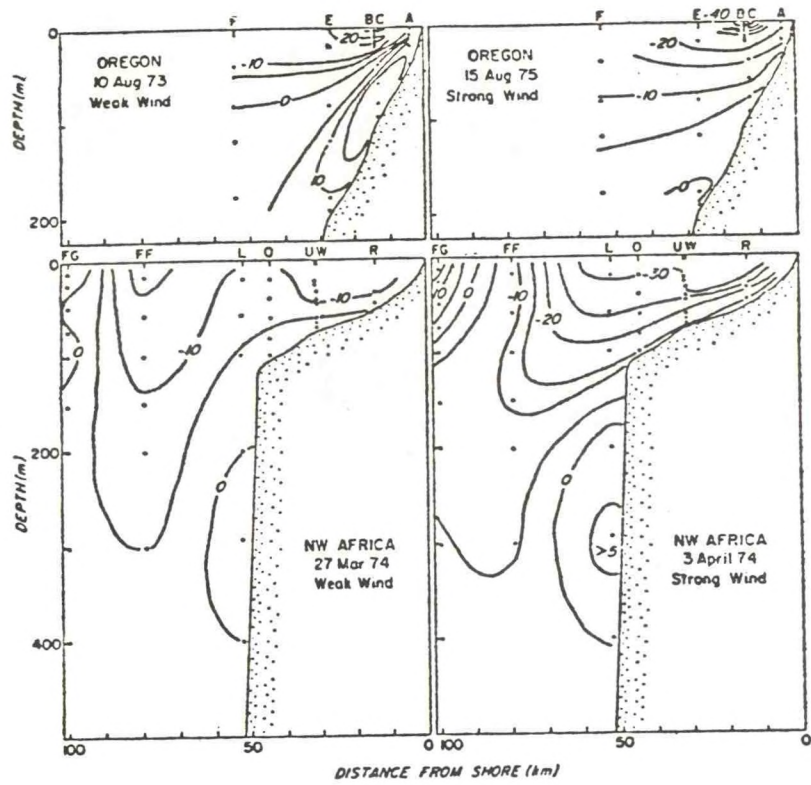 F E BC A
F E -40 BC A
0
-20
-10
0
10
OREGON
10 Aug 73
Weak Wind
-20
-10
0
OREGON
15 Aug 75
Strong Wind
DEPTH(m)
200
FG FF L O UW R
FG FF L O UW R
0
0
-10
-10
0
NW AFRICA
27 Mar 74
Weak Wind
10
0
-10
-20
-30
0
>5
NW AFRICA
3 April 74
Strong Wind
DEPTH(m)
200
400
100 50 0 100 50 0
DISTANCE FROM SHORE (km)